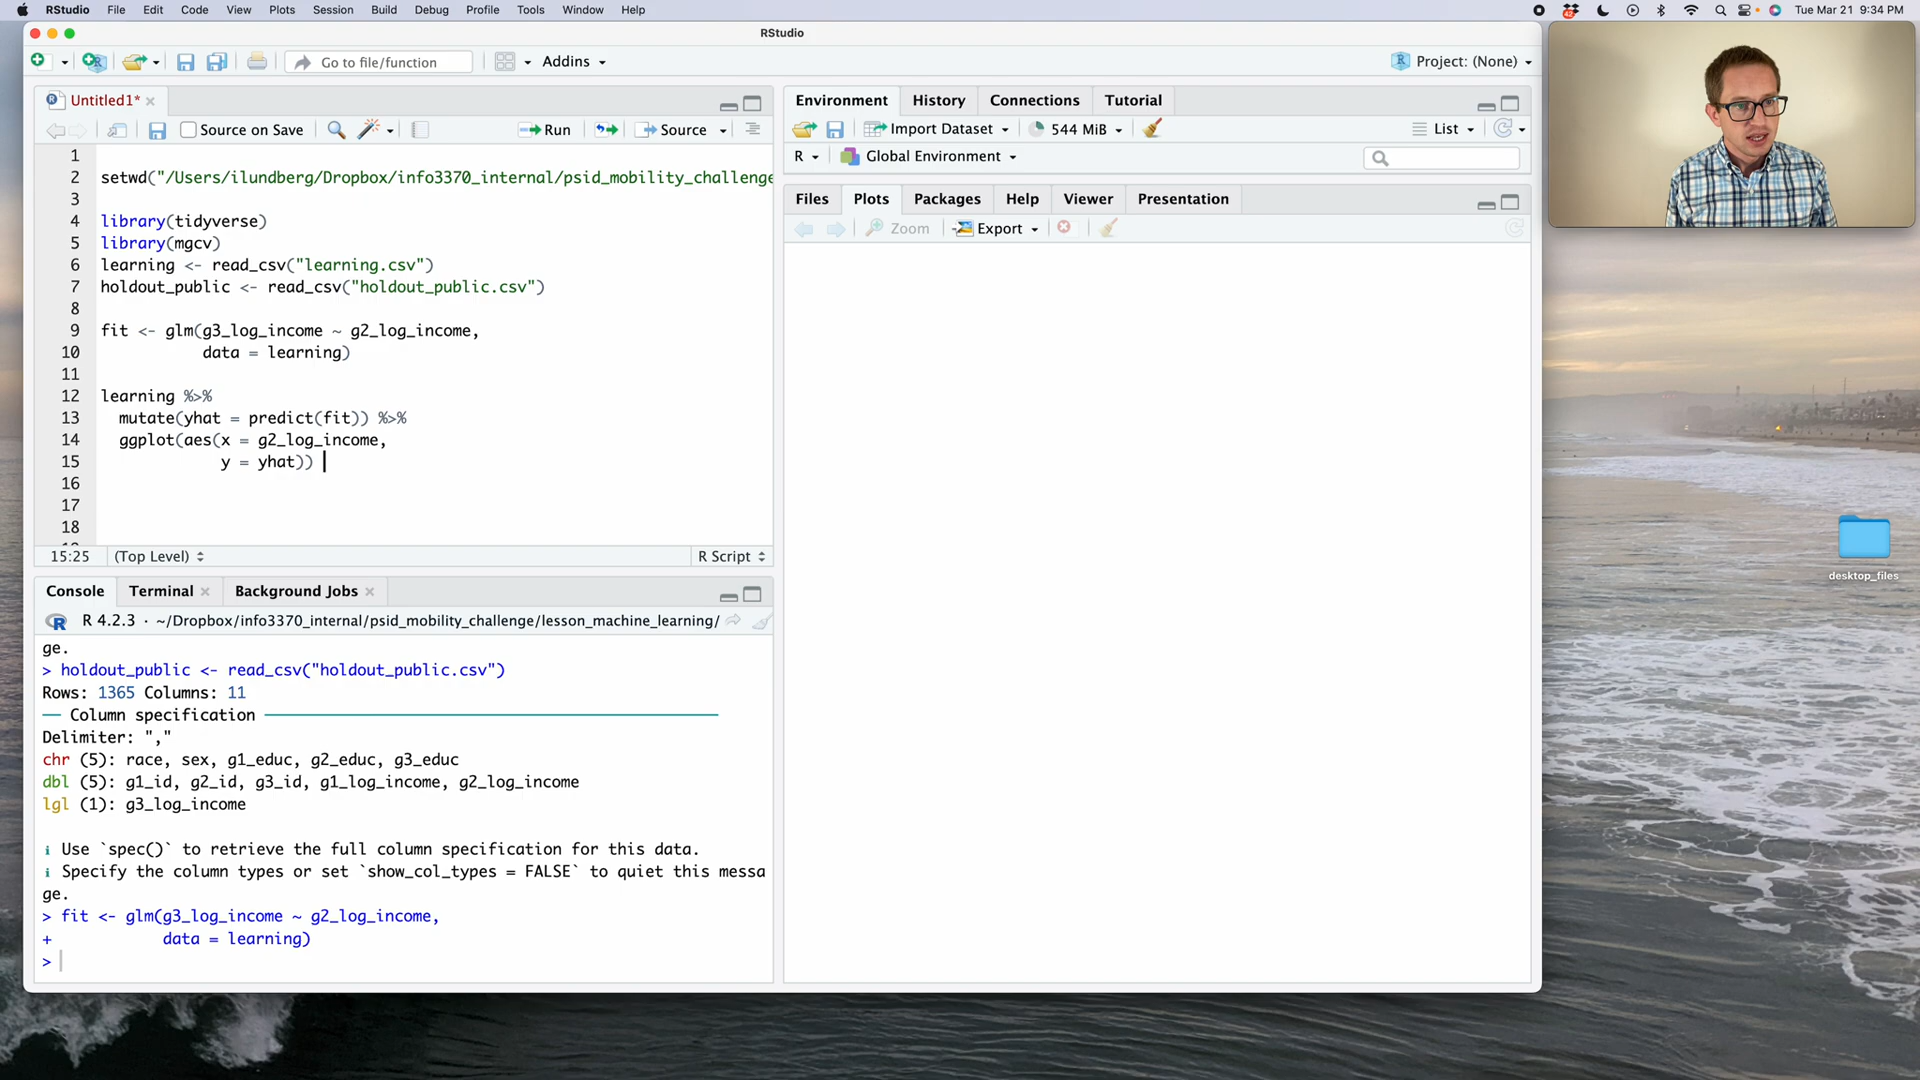 RStudio File Edit Code View Plots Session Build Debug Profile Tools Window Help
Tue Mar 21 9:34 PM
RStudio
Go to file/function
Addins
Project: (None)
Untitled1*
Source on Save
Run
Source
1
2 setwd("/Users/ilundberg/Dropbox/info3370_internal/psid_mobility_challenge
3
4 library(tidyverse)
5 library(mgcv)
6 learning <- read_csv("learning.csv")
7 holdout_public <- read_csv("holdout_public.csv")
8
9 fit <- glm(g3_log_income ~ g2_log_income,
10 data = learning)
11
12 learning %>%
13 mutate(yhat = predict(fit)) %>%
14 ggplot(aes(x = g2_log_income,
15 y = yhat))
16
17
18
15:25 (Top Level) R Script
Console Terminal Background Jobs
R 4.2.3 · ~/Dropbox/info3370_internal/psid_mobility_challenge/lesson_machine_learning/
ge.
> holdout_public <- read_csv("holdout_public.csv")
Rows: 1365 Columns: 11
── Column specification ──
Delimiter: ","
chr (5): race, sex, g1_educ, g2_educ, g3_educ
dbl (5): g1_id, g2_id, g3_id, g1_log_income, g2_log_income
lgl (1): g3_log_income
ℹ Use `spec()` to retrieve the full column specification for this data.
ℹ Specify the column types or set `show_col_types = FALSE` to quiet this messa
ge.
> fit <- glm(g3_log_income ~ g2_log_income,
+ data = learning)
>
Environment History Connections Tutorial
Import Dataset 544 MiB List
R Global Environment
Files Plots Packages Help Viewer Presentation
Zoom Export
desktop_files